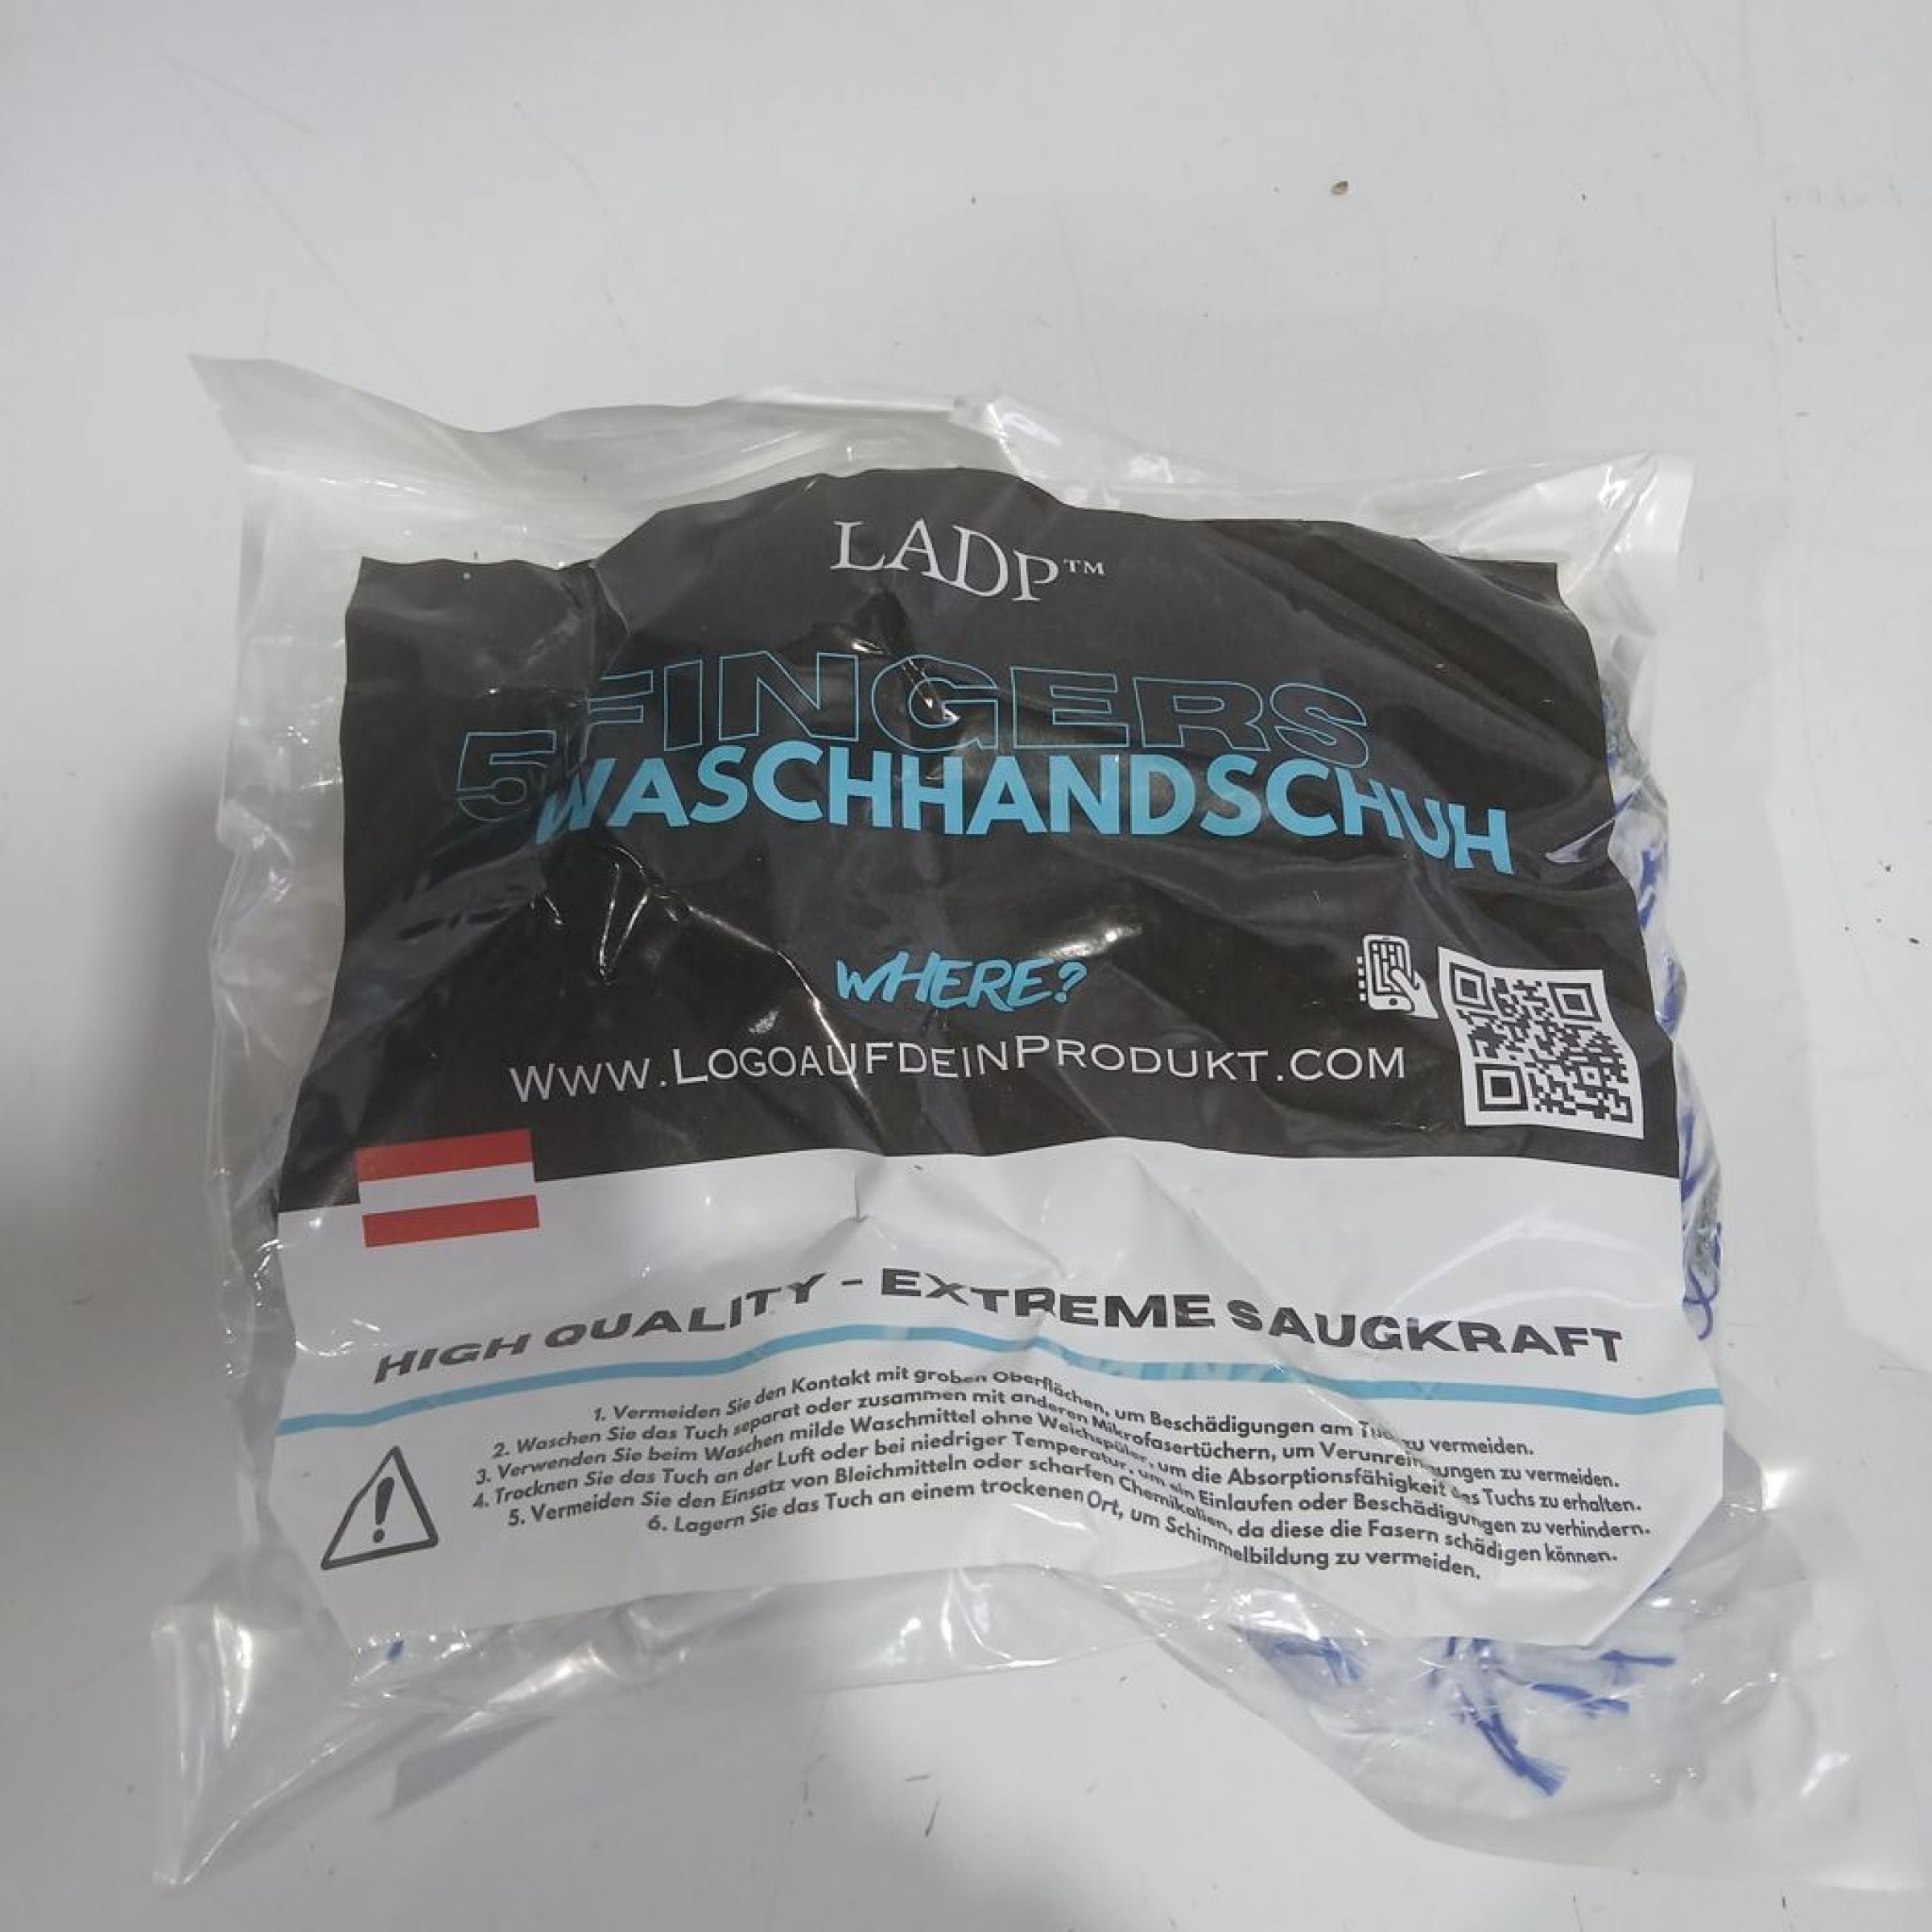 LADP™
5 FINGERS
WASCHHANDSCHUH
WHERE?
WWW.LOGOAUFDEINPRODUKT.COM
HIGH QUALITY - EXTREME SAUGKRAFT
1. Vermeiden Sie den Kontakt mit groben Oberflächen, um Beschädigungen am Tuch zu vermeiden.
2. Waschen Sie das Tuch separat oder zusammen mit anderen Mikrofasertüchern, um Verunreinigungen zu vermeiden.
3. Verwenden Sie beim Waschen milde Waschmittel ohne Weichspüler, um die Absorptionsfähigkeit des Tuchs zu erhalten.
4. Trocknen Sie das Tuch an der Luft oder bei niedriger Temperatur, um ein Einlaufen oder Beschädigungen zu verhindern.
5. Vermeiden Sie den Einsatz von Bleichmitteln oder scharfen Chemikalien, da diese die Fasern schädigen können.
6. Lagern Sie das Tuch an einem trockenen Ort, um Schimmelbildung zu vermeiden.